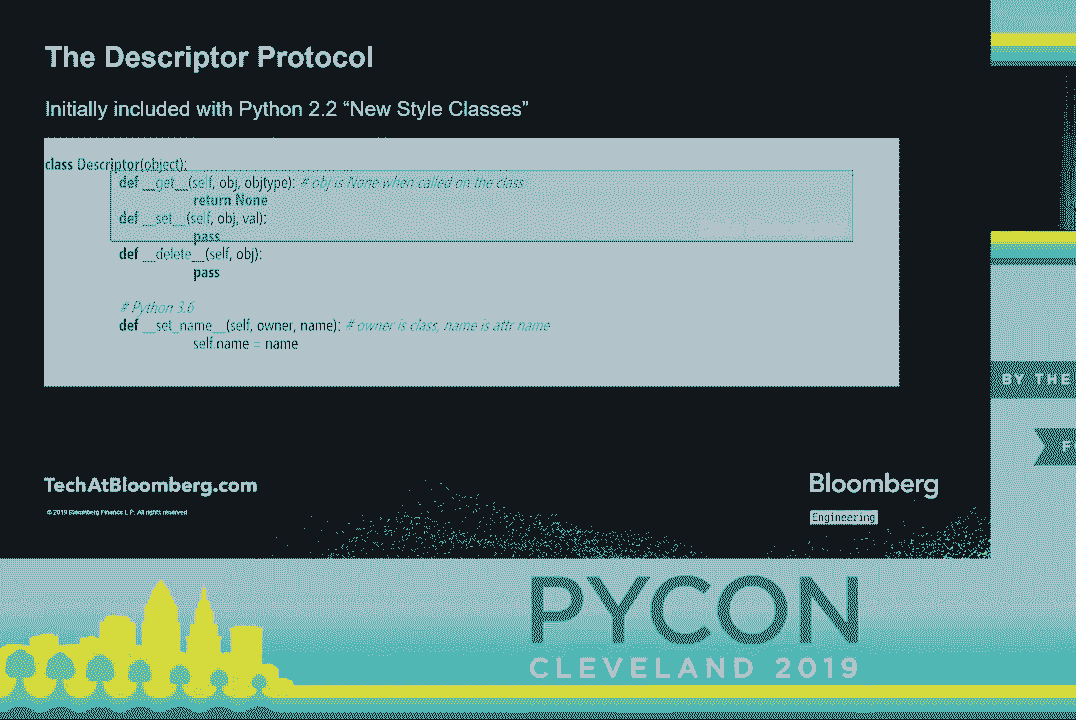 The Descriptor Protocol
Initially included with Python 2.2 “New Style Classes”
class Descriptor(object):
def __get__(self, obj, objtype): # obj is None when called on the class
return None
def __set__(self, obj, val):
pass
def __delete__(self, obj):
pass
# Python 3.6
def __set_name__(self, owner, name): # owner is class, name is attr name
self.name = name
TechAtBloomberg.com
© 2019 Bloomberg Finance L.P. All rights reserved.
Bloomberg
Engineering
BY THE
F
PYCON
CLEVELAND 2019